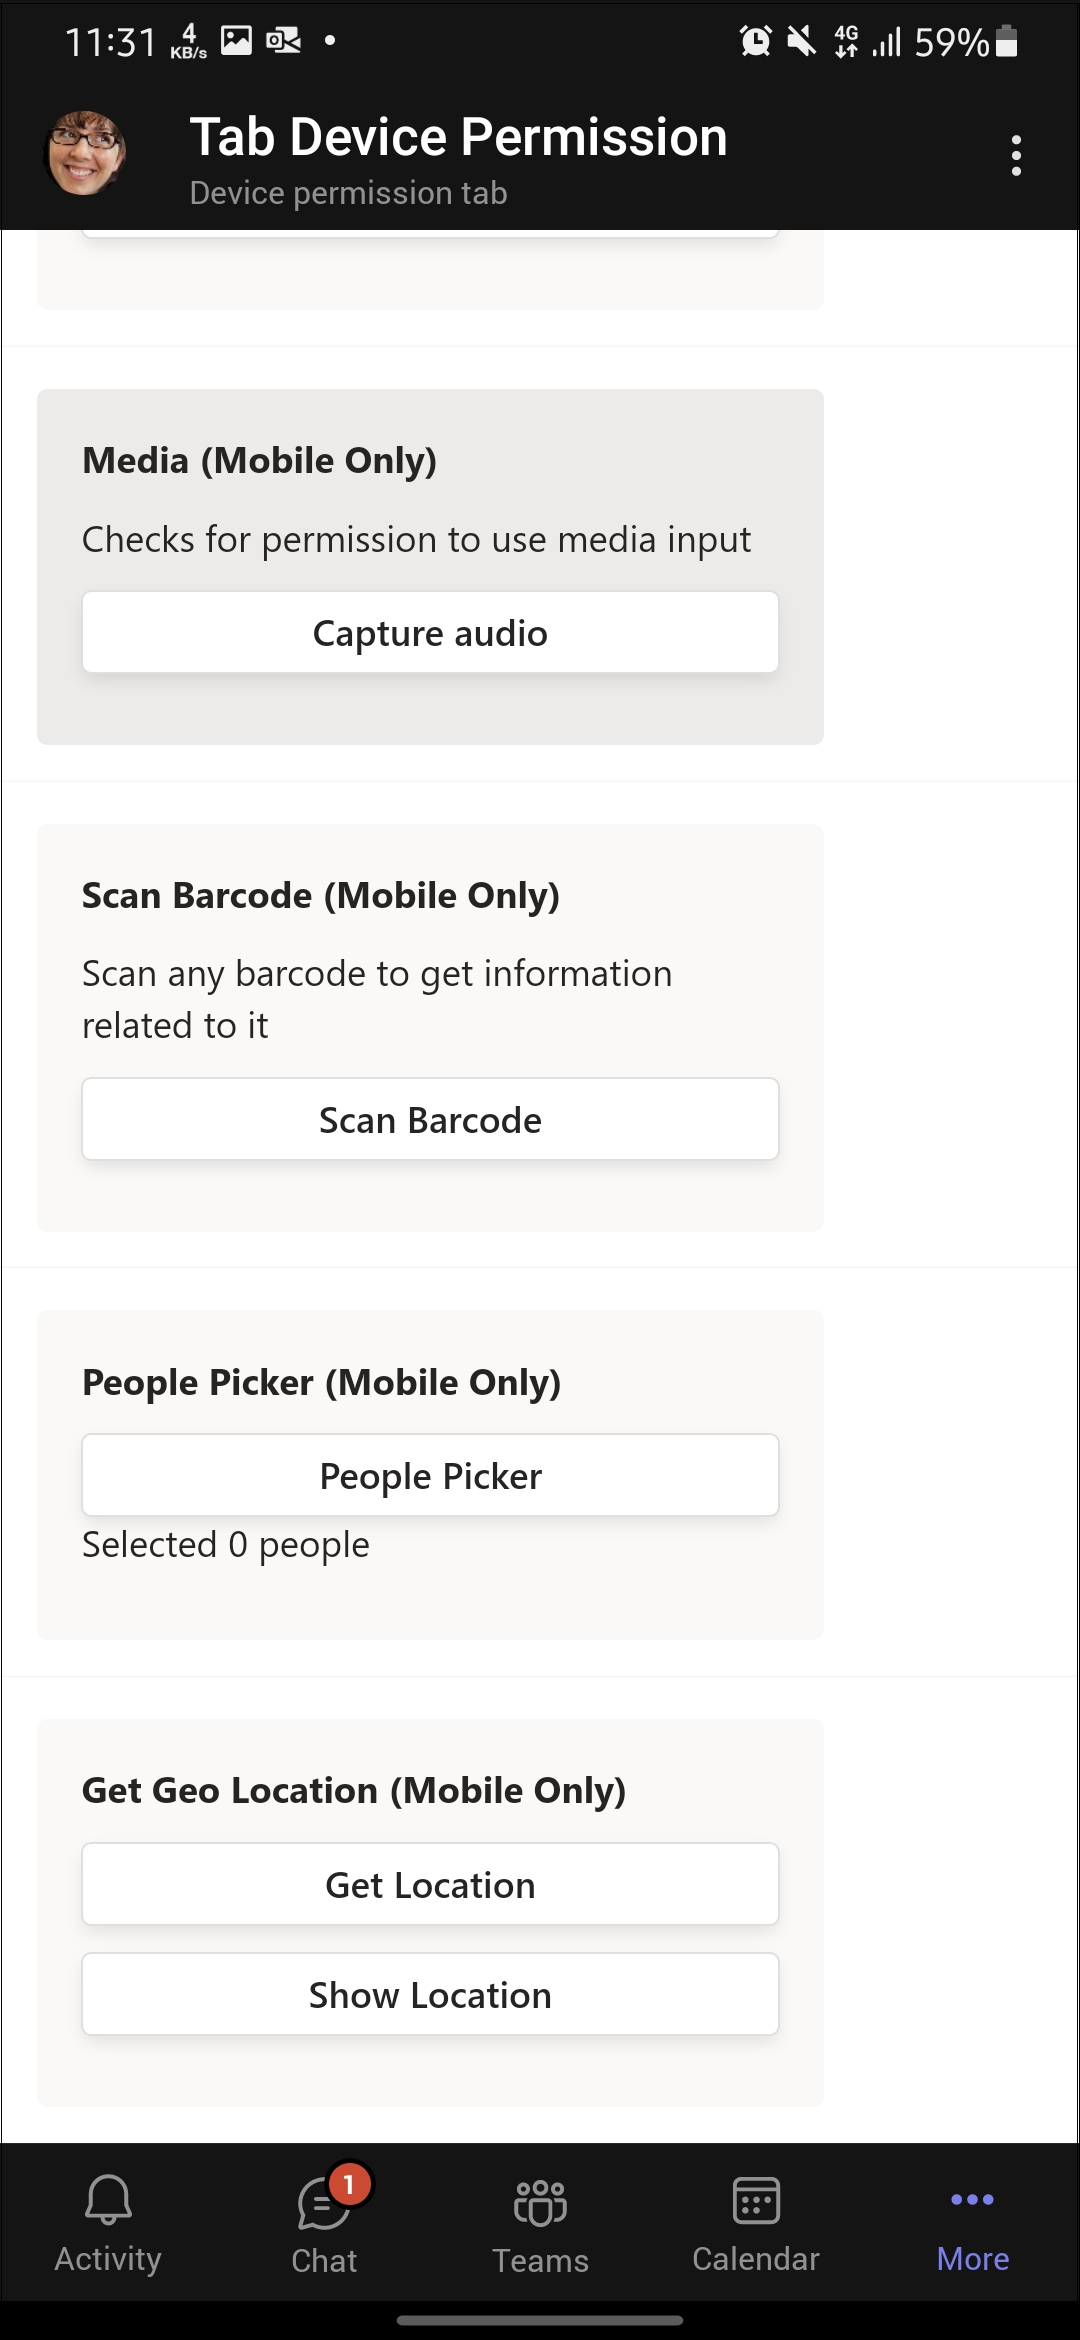 11:31 4 KB/s 4G 59%
Tab Device Permission
Device permission tab
Media (Mobile Only)
Checks for permission to use media input
Capture audio
Scan Barcode (Mobile Only)
Scan any barcode to get information
related to it
Scan Barcode
People Picker (Mobile Only)
People Picker
Selected 0 people
Get Geo Location (Mobile Only)
Get Location
Show Location
1
Activity Chat Teams Calendar More